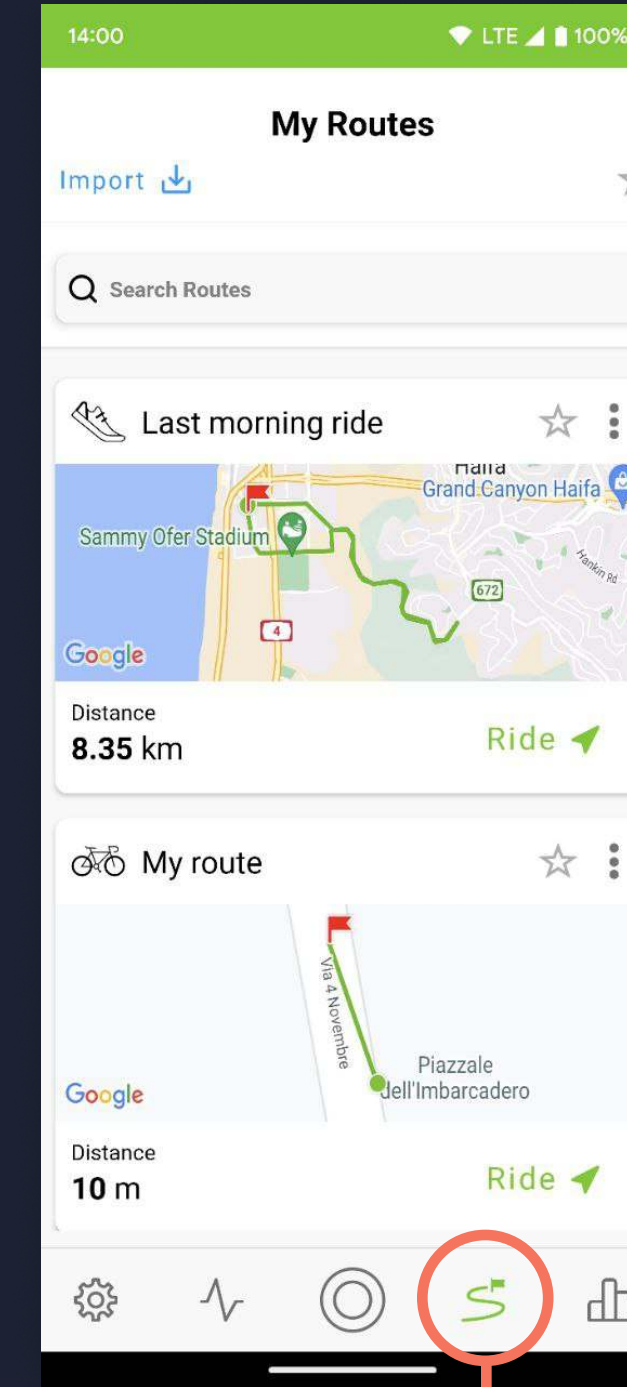 14:00 LTE 100%
My Routes
Import
Search Routes
Last morning ride
Haifa
Grand Canyon Haifa
Sammy Ofer Stadium
Hankin Rd
672
4
Google
Distance
8.35 km
Ride
My route
Via 4 Novembre
Piazzale
dell'Imbarcadero
Google
Distance
10 m
Ride